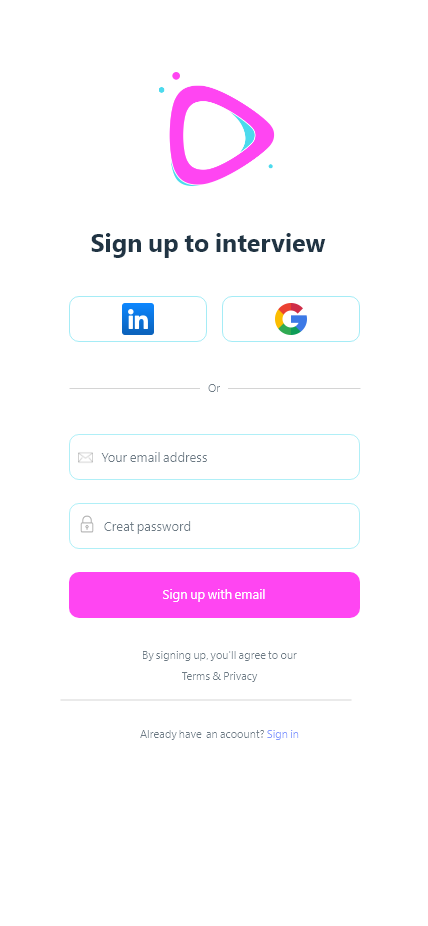 Sign up to interview
in
Or
Your email address
Creat password
Sign up with email
By signing up, you'll agree to our
Terms & Privacy
Already have an acoount? Sign in